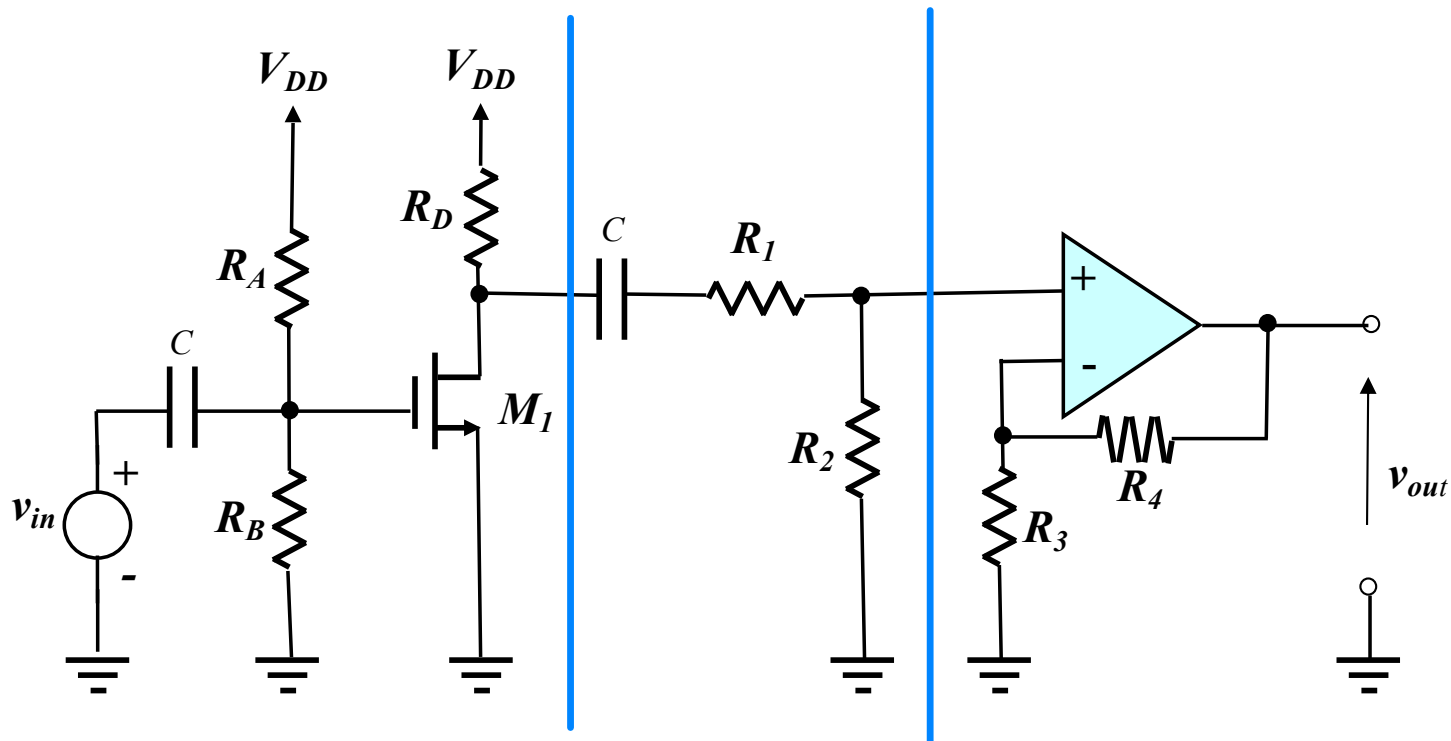 V_DD
V_DD
R_D
C
R_1
R_A
+
C
-
M_1
R_2
R_4
+
v_in
R_B
v_out
R_3
-